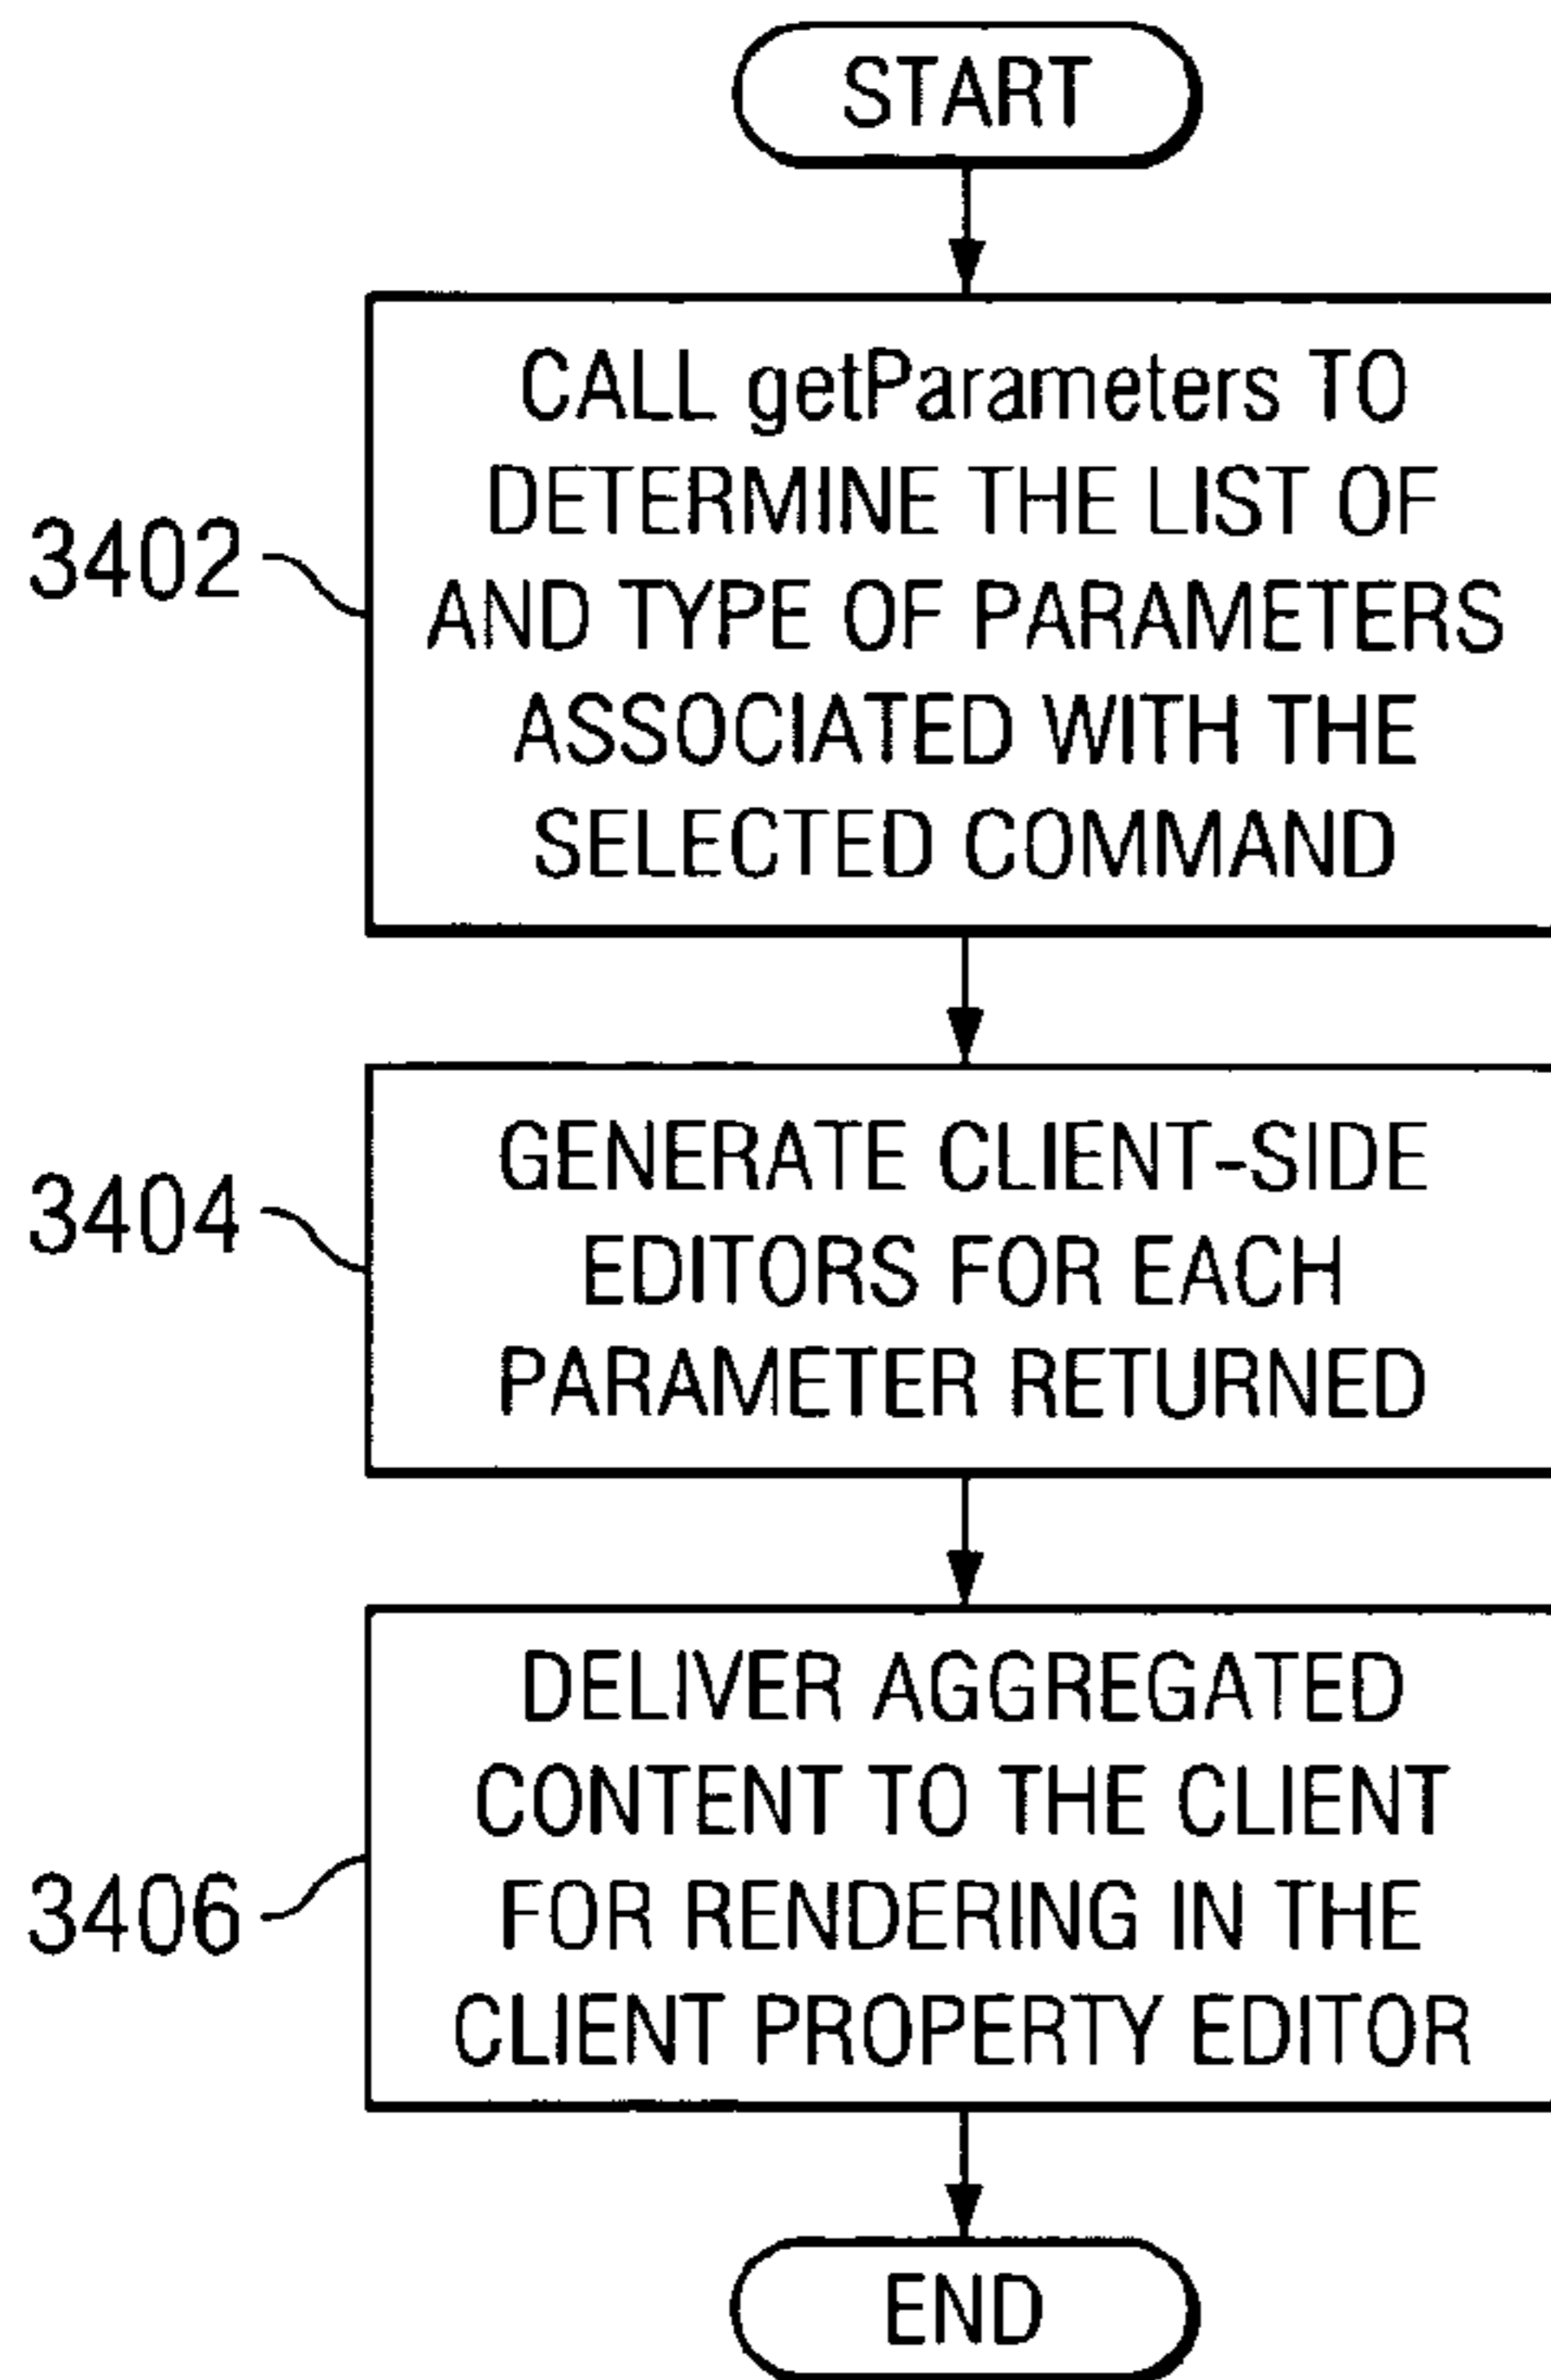 START
CALL getParameters TO
DETERMINE THE LIST OF
AND TYPE OF PARAMETERS
ASSOCIATED WITH THE
SELECTED COMMAND
3402
GENERATE CLIENT-SIDE
EDITORS FOR EACH
PARAMETER RETURNED
3404
DELIVER AGGREGATED
CONTENT TO THE CLIENT
FOR RENDERING IN THE
CLIENT PROPERTY EDITOR
3406
END